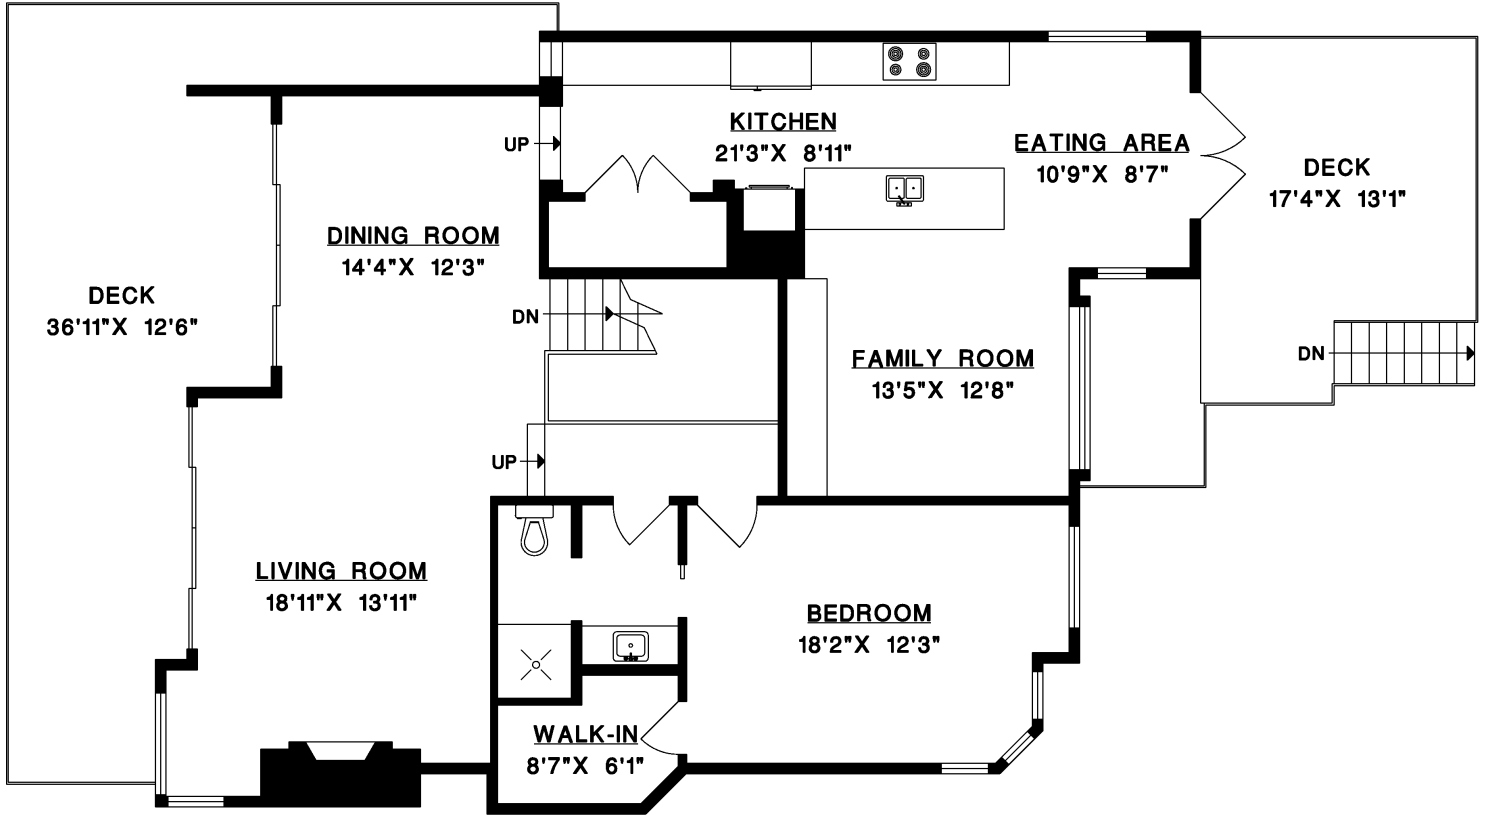 KITCHEN
21'3"X 8'11"
UP
EATING AREA
10'9"X 8'7"
DECK
17'4"X 13'1"
DINING ROOM
14'4"X 12'3"
DECK
36'11"X 12'6"
DN
FAMILY ROOM
13'5"X 12'8"
DN
UP
LIVING ROOM
18'11"X 13'11"
BEDROOM
18'2"X 12'3"
WALK-IN
8'7"X 6'1"